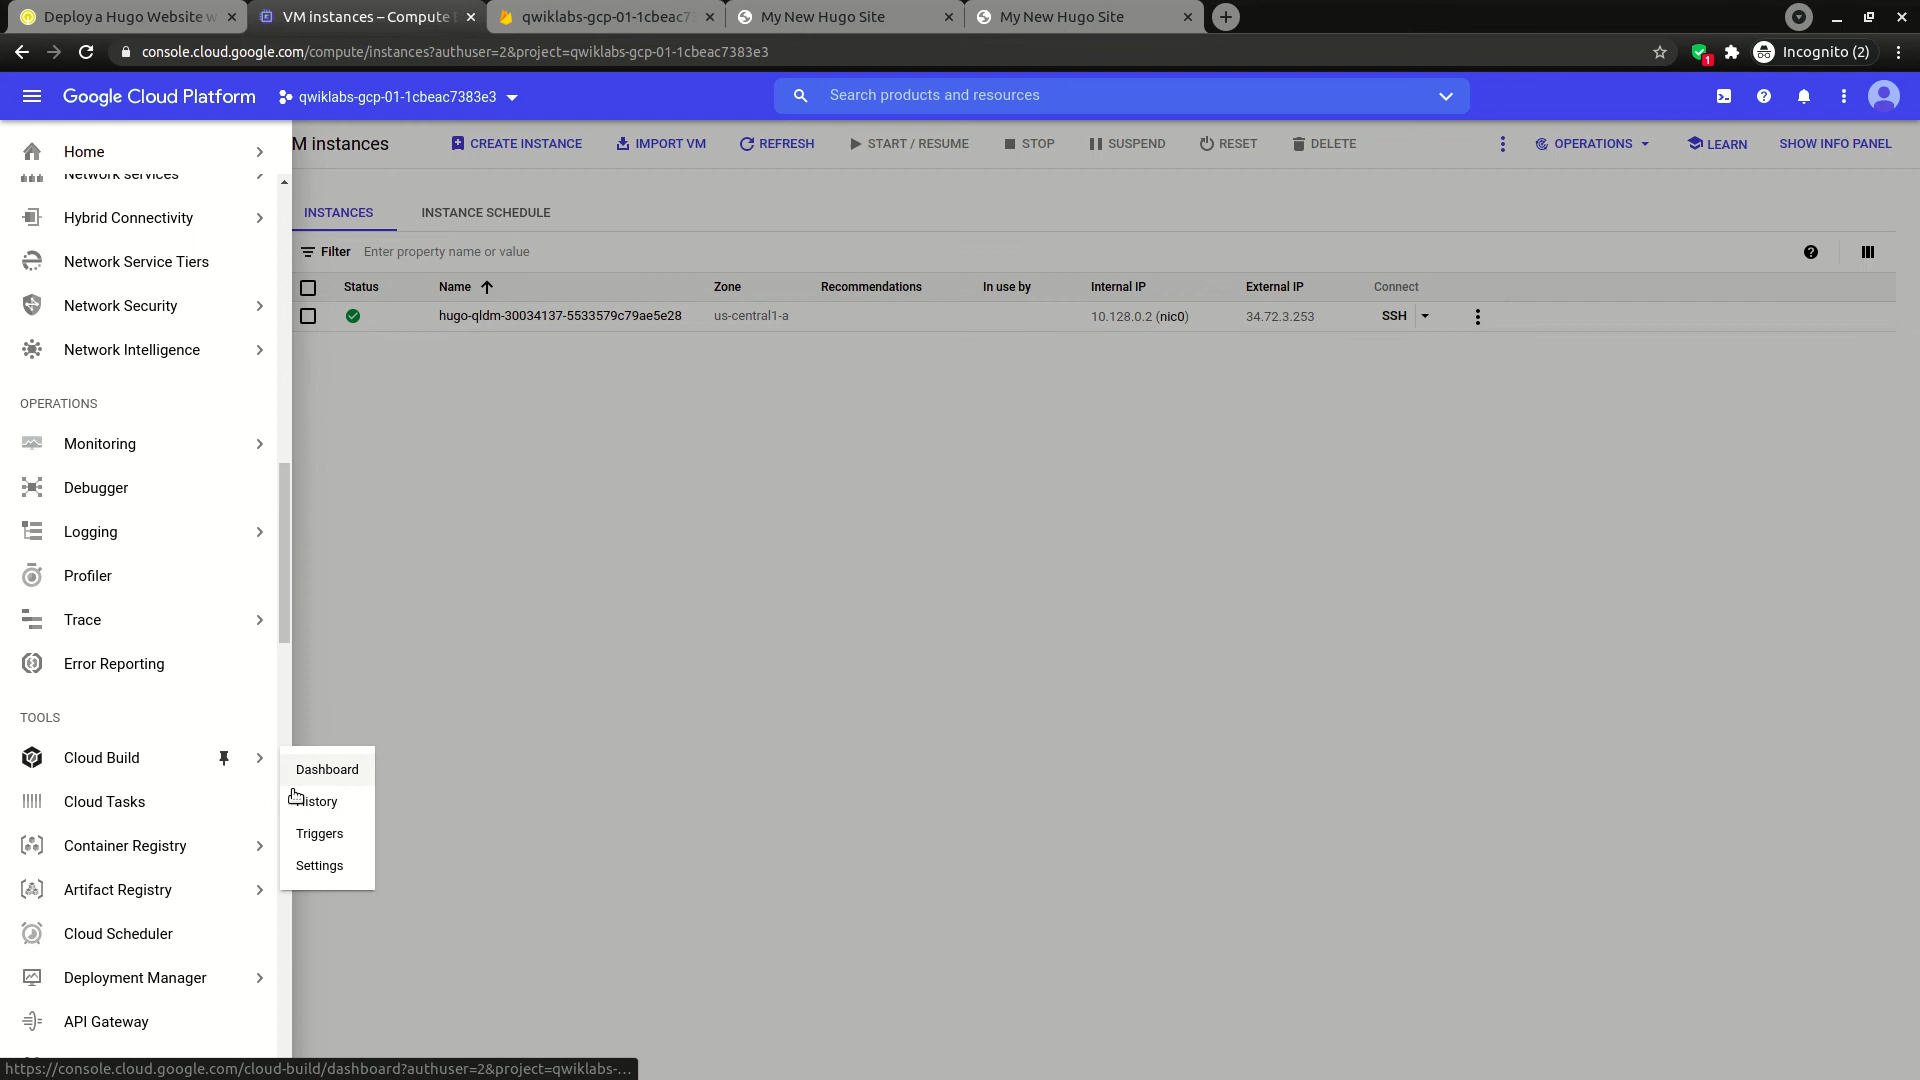 Deploy a Hugo Website w
VM instances – Compute E
qwiklabs-gcp-01-1cbeac73
My New Hugo Site
My New Hugo Site
console.cloud.google.com/compute/instances?authuser=2&project=qwiklabs-gcp-01-1cbeac7383e3
1
Incognito (2)
Google Cloud Platform
qwiklabs-gcp-01-1cbeac7383e3
Search products and resources
Home
Network services
Hybrid Connectivity
Network Service Tiers
Network Security
Network Intelligence
OPERATIONS
Monitoring
Debugger
Logging
Profiler
Trace
Error Reporting
TOOLS
Cloud Build
Cloud Tasks
Container Registry
Artifact Registry
Cloud Scheduler
Deployment Manager
API Gateway
Dashboard
History
Triggers
Settings
M instances
CREATE INSTANCE
IMPORT VM
REFRESH
START / RESUME
STOP
SUSPEND
RESET
DELETE
OPERATIONS
LEARN
SHOW INFO PANEL
INSTANCES
INSTANCE SCHEDULE
Filter Enter property name or value
Status Name Zone Recommendations In use by Internal IP External IP Connect
hugo-qldm-30034137-5533579c79ae5e28 us-central1-a 10.128.0.2 (nic0) 34.72.3.253 SSH
https://console.cloud.google.com/cloud-build/dashboard?authuser=2&project=qwiklabs-...